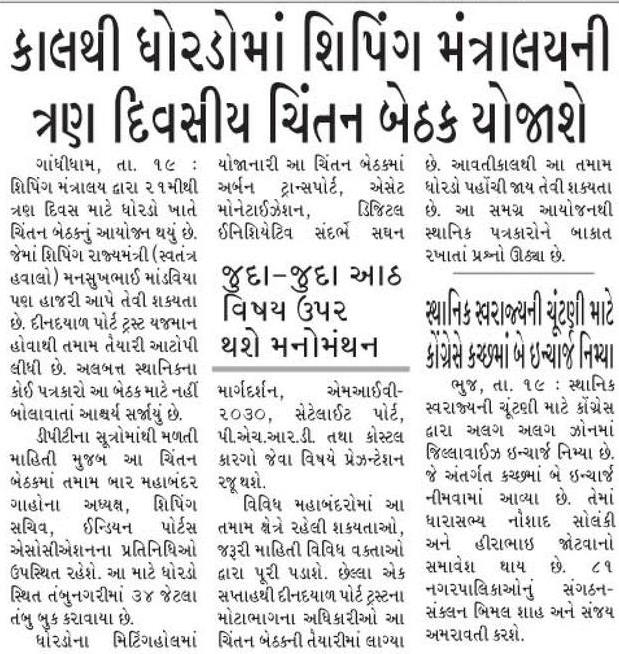 કાલથી ધોરડોમાં શિપિંગ મંત્રાલયની
ત્રણ દિવસીય ચિંતન બેઠક યોજાશે
ગાંધીધામ, તા. ૧૯ :
શિપિંગ મંત્રાલય દ્વારા ૨૧મીથી
ત્રણ દિવસ માટે ધોરડો ખાતે
ચિંતન બેઠકનું આયોજન થયું છે.
જેમાં શિપિંગ રાજ્યમંત્રી (સ્વતંત્ર
હવાલો) મનસુખભાઈ માંડવિયા
પણ હાજરી આપે તેવી શક્યતા
છે. દીનદયાળ પોર્ટ ટ્રસ્ટ યજમાન
હોવાથી તમામ તૈયારી આટોપી
લીધી છે. અલબત્ત સ્થાનિકના
કોઈ પત્રકારો આ બેઠક માટે નહીં
બોલાવાતાં આશ્ચર્ય સર્જાયું છે.
ડીપીટીના સૂત્રોમાંથી મળતી
માહિતી મુજબ આ ચિંતન
બેઠકમાં તમામ બાર મહાબંદર
ગાહોના અધ્યક્ષ, શિપિંગ
સચિવ, ઈન્ડિયન પોર્ટસ
એસોસીએશનના પ્રતિનિધિઓ
ઉપસ્થિત રહેશે. આ માટે ધોરડો
સ્થિત તંબુનગરીમાં ૩૪ જેટલા
તંબુ બુક કરાવાયા છે.
ધોરડોના મિટિંગહોલમાં
યોજાનારી આ ચિંતન બેઠકમાં
અર્બન ટ્રાન્સપોર્ટ, એસેટ
મોનેટાઈઝેશન, ડિજિટલ
ઈનિશિયેટિવ સંદર્ભે સઘન
જુદા-જુદા આઠ
વિષય ઉપર
થશે મનોમંથન
માર્ગદર્શન, એમઆઈવી-
૨૦૩૦, સેટેલાઈટ પોર્ટ,
પી.એચ.આર.ડી. તથા કોસ્ટલ
કારગો જેવા વિષયે પ્રેઝન્ટેશન
રજૂ થશે.
વિવિધ મહાબંદરોમાં આ
તમામ ક્ષેત્રે રહેલી શક્યતાઓ,
જરૂરી માહિતી વિવિધ વક્તાઓ
દ્વારા પૂરી પડાશે. છેલ્લા એક
સપ્તાહથી દીનદયાળ પોર્ટ ટ્રસ્ટના
મોટાભાગના અધિકારીઓ આ
ચિંતન બેઠકની તૈયારીમાં લાગ્યા
છે. આવતીકાલથી આ તમામ
ધોરડો પહોંચી જાય તેવી શક્યતા
છે. આ સમગ્ર આયોજનથી
સ્થાનિક પત્રકારોને બાકાત
રખાતાં પ્રશ્નો ઊઠ્યા છે.
સ્થાનિક સ્વરાજ્યની ચૂંટણી માટે
કોંગ્રેસે કચ્છમાં બે ઇન્ચાર્જ નિમ્યા
ભુજ, તા. ૧૯ : સ્થાનિક
સ્વરાજ્યની ચૂંટણી માટે કોંગ્રેસ
દ્વારા અલગ અલગ ઝોનમાં
જિલ્લાવાઈઝ ઇન્ચાર્જ નિમ્યા છે.
જે અંતર્ગત કચ્છમાં બે ઇન્ચાર્જ
નીમવામાં આવ્યા છે. તેમાં
ધારાસભ્ય નૌશાદ સોલંકી
અને હીરાભાઇ જોટવાનો
સમાવેશ થાય છે. ૮૧
નગરપાલિકાઓનું સંગઠન-
સંકલન બિમલ શાહ અને સંજય
અમરાવતી કરશે.